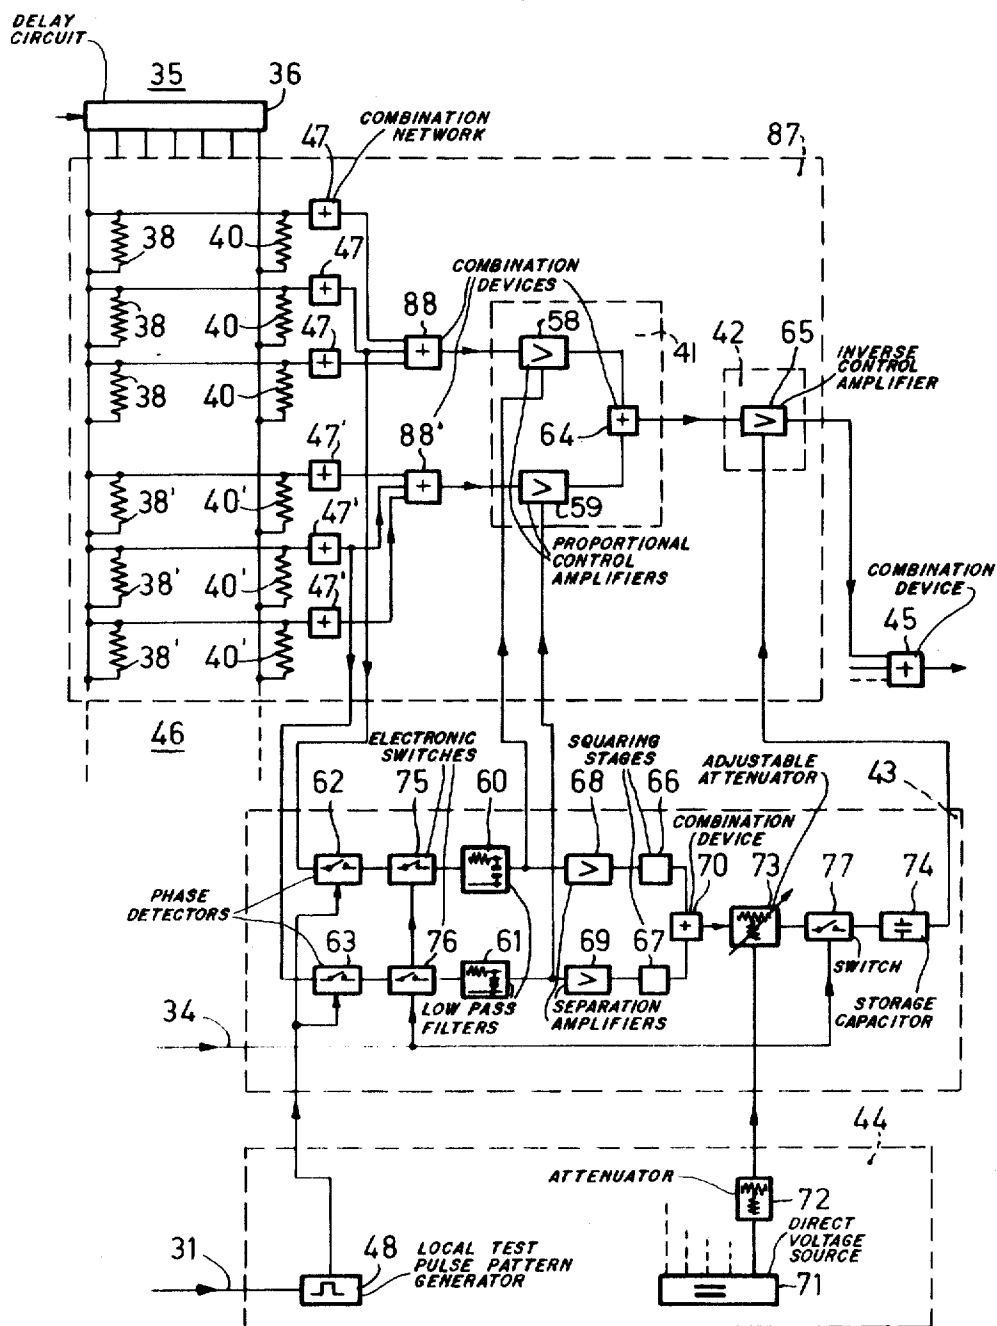 DELAY
CIRCUIT
35
36
COMBINATION
NETWORK
47
87
38
40
47
COMBINATION
DEVICES
38
40
47
88
58
41
42
65
INVERSE
CONTROL
AMPLIFIER
38
40
64
47'
88'
38'
40'
47'
59
PROPORTIONAL
CONTROL
AMPLIFIERS
COMBINATION
DEVICE
38'
40'
47'
45
38'
40'
46
ELECTRONIC
SWITCHES
SQUARING
STAGES
ADJUSTABLE
ATTENUATOR
43
62
75
60
68
66
COMBINATION
DEVICE
70
73
77
74
PHASE
DETECTORS
63
76
61
69
67
SWITCH
LOW PASS
FILTERS
SEPARATION
AMPLIFIERS
STORAGE
CAPACITOR
34
44
ATTENUATOR
72
DIRECT
VOLTAGE
SOURCE
31
48
LOCAL TEST
PULSE PATTERN
GENERATOR
71